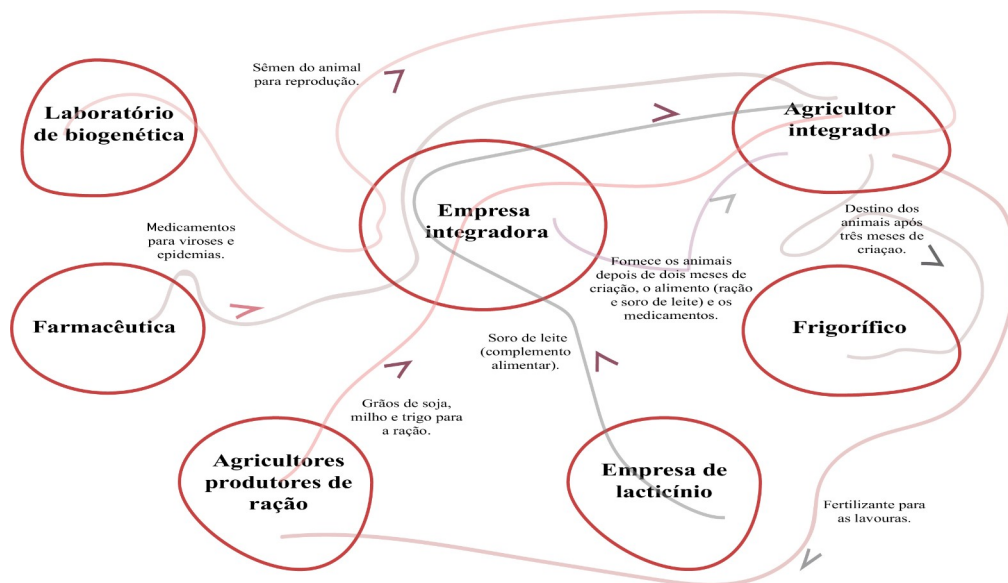 Sêmen do animal
para reprodução.
Laboratório
de biogenética
Agricultor
integrado
Empresa
integradora
Medicamentos
para viroses e
epidemias.
Destino dos
animais após
três meses de
criaçao.
Fornece os animais
depois de dois meses de
criação, o alimento (ração
e soro de leite) e os
medicamentos.
Farmacêutica
Frigorífico
Soro de leite
(complemento
alimentar).
Grãos de soja,
milho e trigo para
a ração.
Agricultores
produtores de
ração
Empresa de
lacticínio
Fertilizante para
as lavouras.